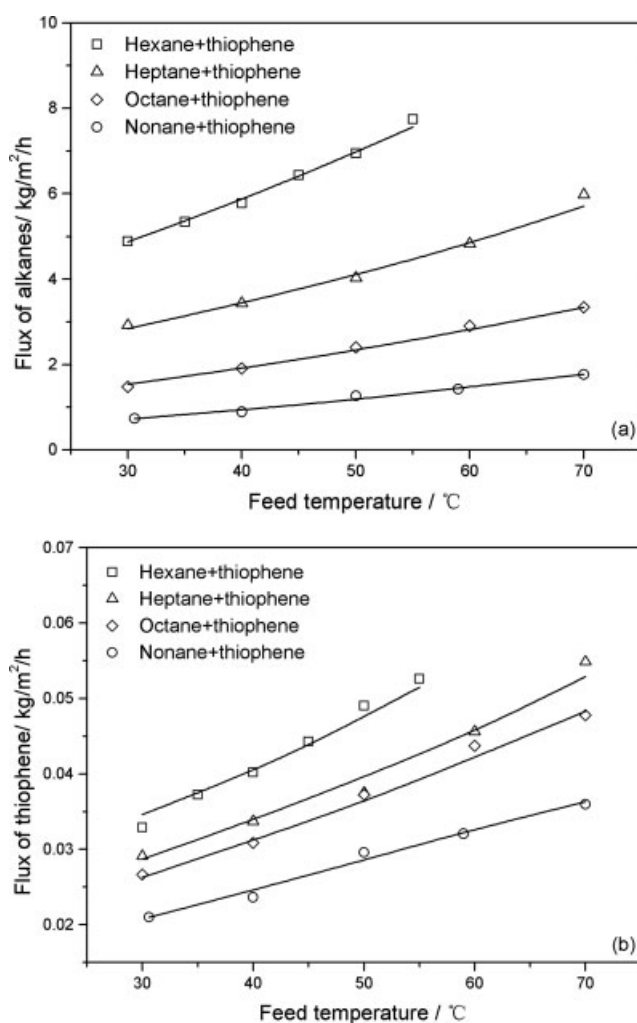 10
8
6
4
2
0
Flux of alkanes/ kg/m²/h
Hexane+thiophene
Heptane+thiophene
Octane+thiophene
Nonane+thiophene
(a)
30 40 50 60 70
Feed temperature / ℃
0.07
0.06
0.05
0.04
0.03
0.02
Flux of thiophene/ kg/m²/h
Hexane+thiophene
Heptane+thiophene
Octane+thiophene
Nonane+thiophene
(b)
30 40 50 60 70
Feed temperature / ℃